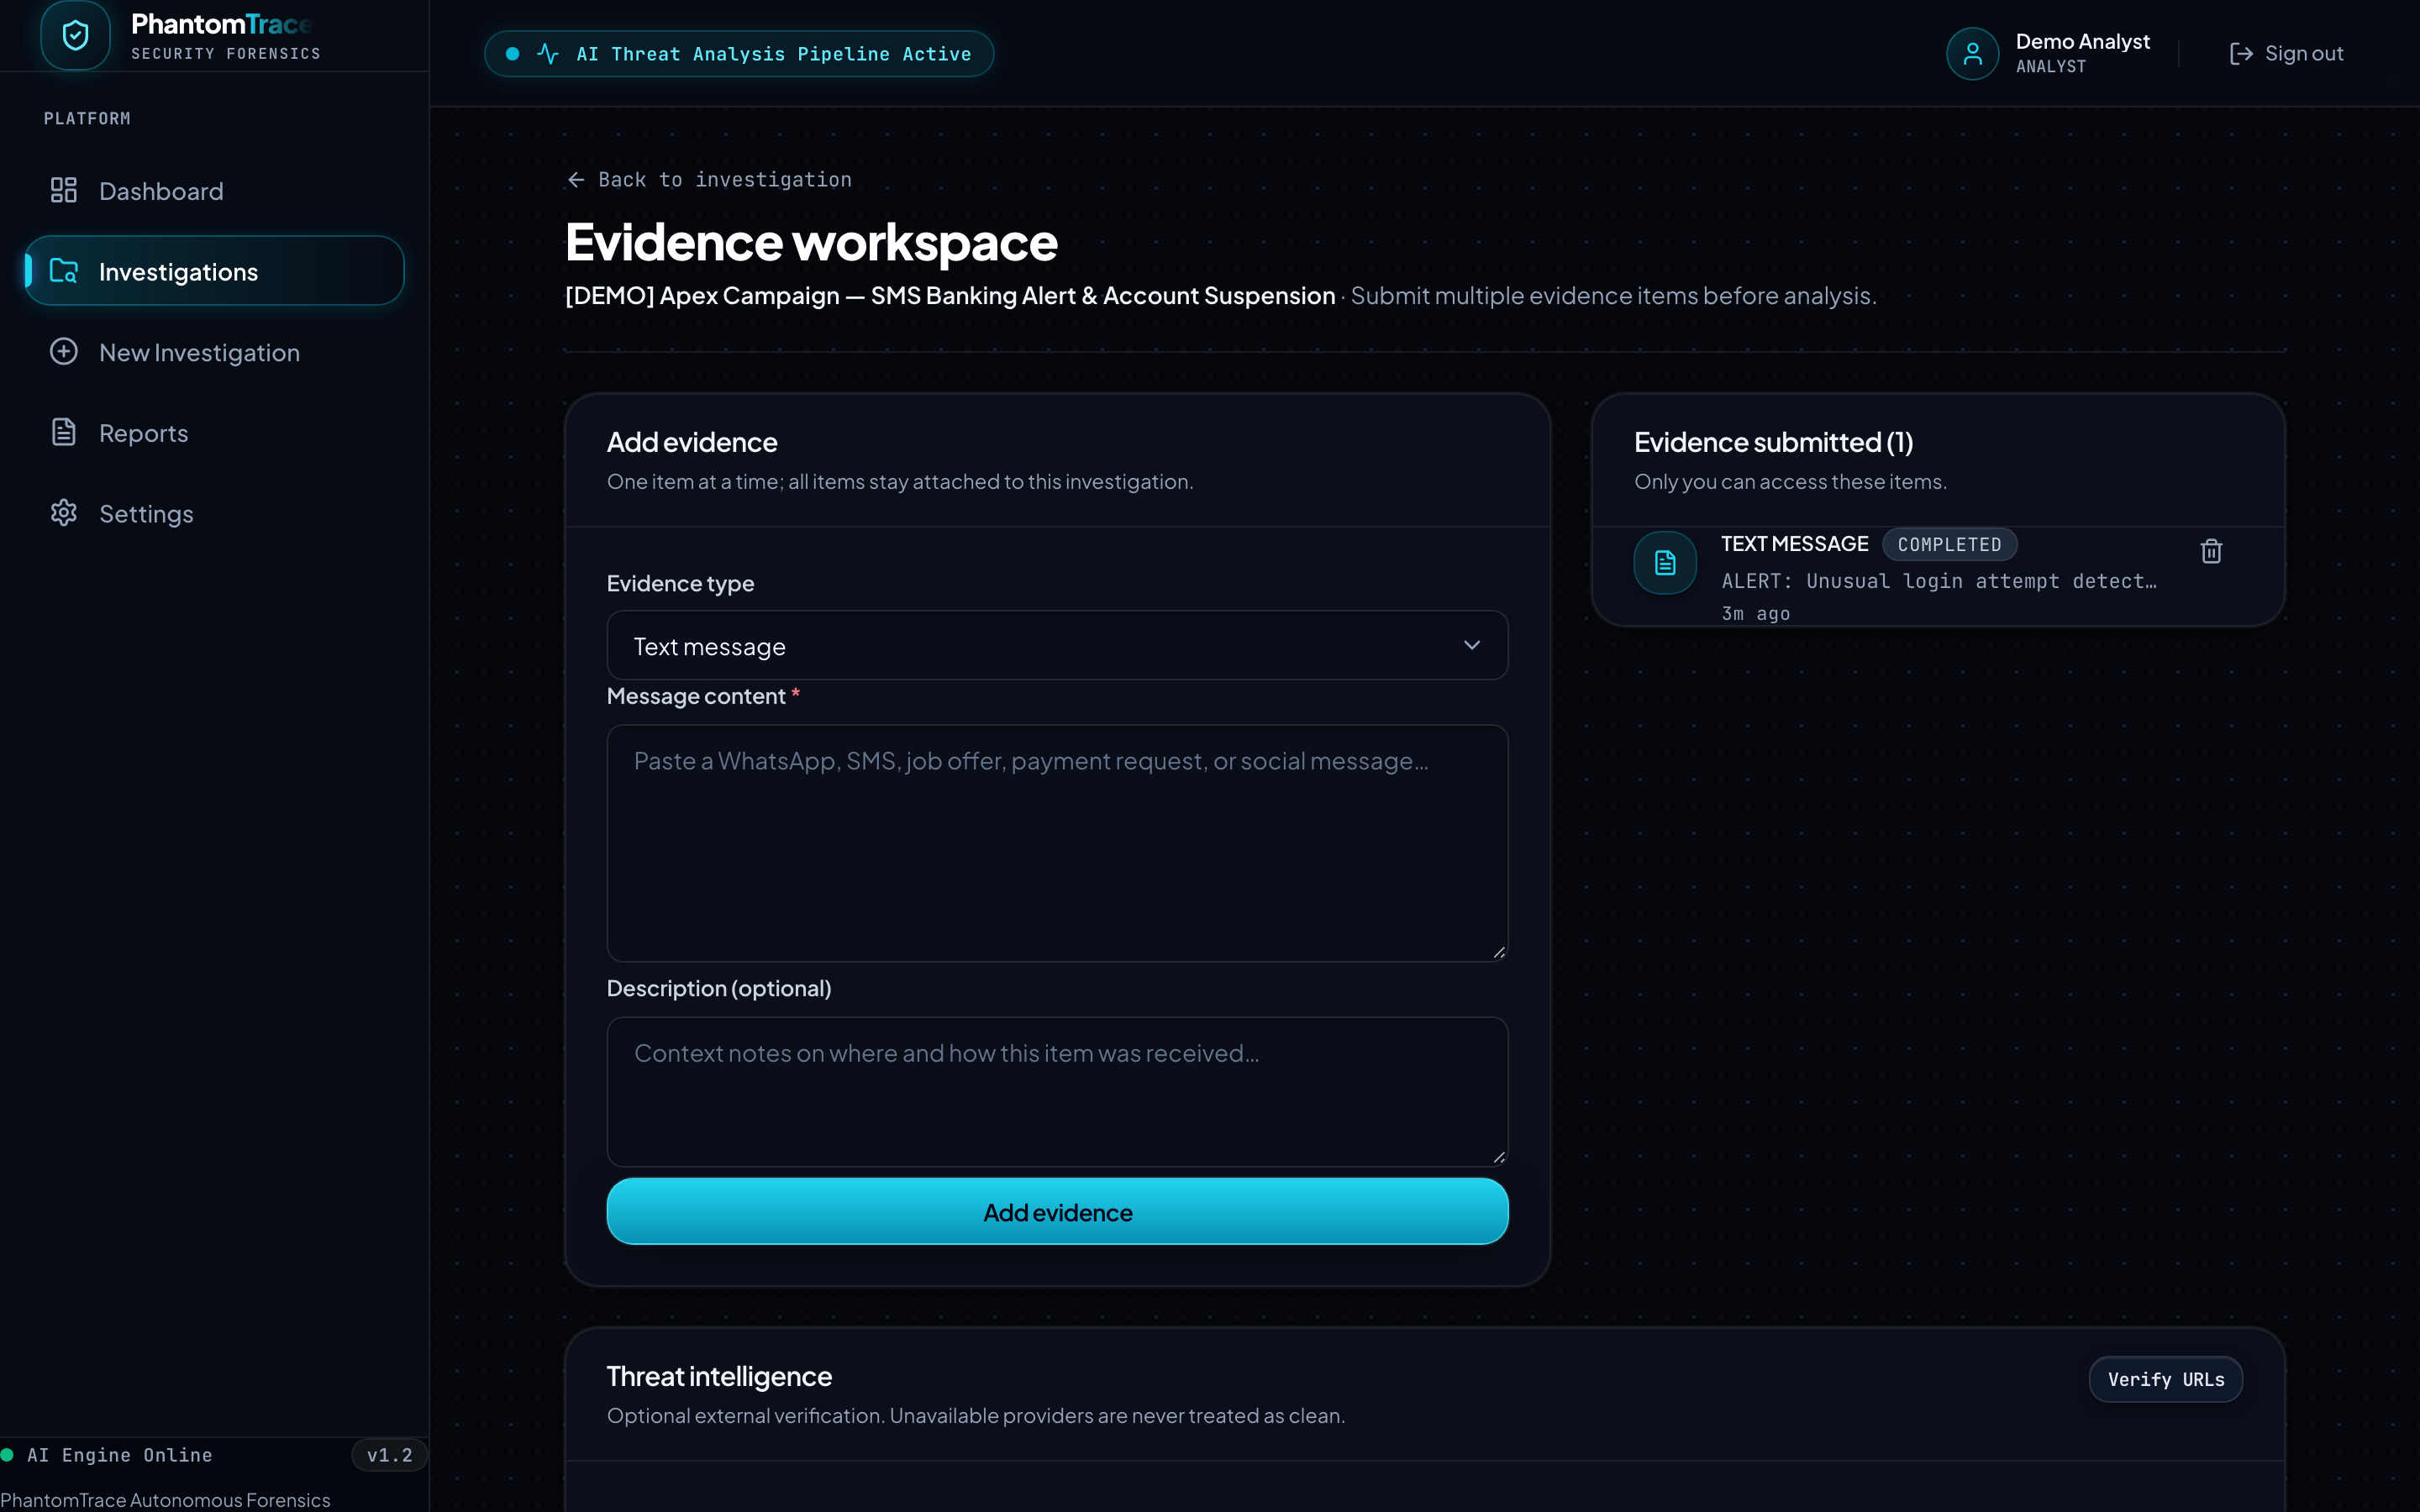 PhantomTrace
SECURITY FORENSICS
PLATFORM
Dashboard
Investigations
New Investigation
Reports
Settings
AI Engine Online
v1.2
PhantomTrace Autonomous Forensics
AI Threat Analysis Pipeline Active
Demo Analyst
ANALYST
Sign out
Back to investigation
Evidence workspace
[DEMO] Apex Campaign — SMS Banking Alert & Account Suspension · Submit multiple evidence items before analysis.
Add evidence
One item at a time; all items stay attached to this investigation.
Evidence type
Text message
Message content *
Paste a WhatsApp, SMS, job offer, payment request, or social message...
Description (optional)
Context notes on where and how this item was received...
Add evidence
Evidence submitted (1)
Only you can access these items.
TEXT MESSAGE COMPLETED
ALERT: Unusual login attempt detect...
3m ago
Threat intelligence
Optional external verification. Unavailable providers are never treated as clean.
Verify URLs